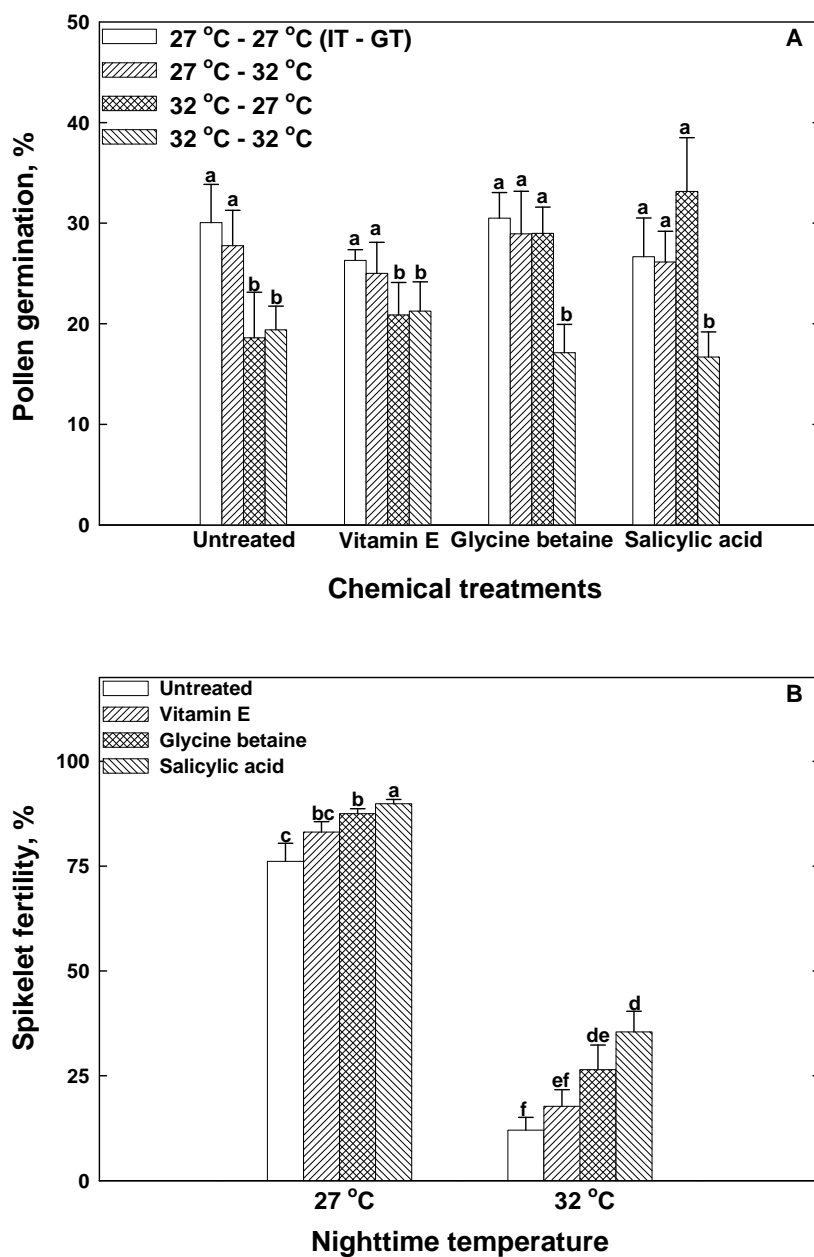 A
27 °C - 27 °C (IT - GT)
27 °C - 32 °C
32 °C - 27 °C
32 °C - 32 °C
50
40
30
20
10
0
Pollen germination, %
a a b b
a a b b
a a a b
a a a b
Untreated Vitamin E Glycine betaine Salicylic acid
Chemical treatments
B
Untreated
Vitamin E
Glycine betaine
Salicylic acid
100
75
50
25
0
Spikelet fertility, %
c bc b a
f ef de d
27 °C 32 °C
Nighttime temperature